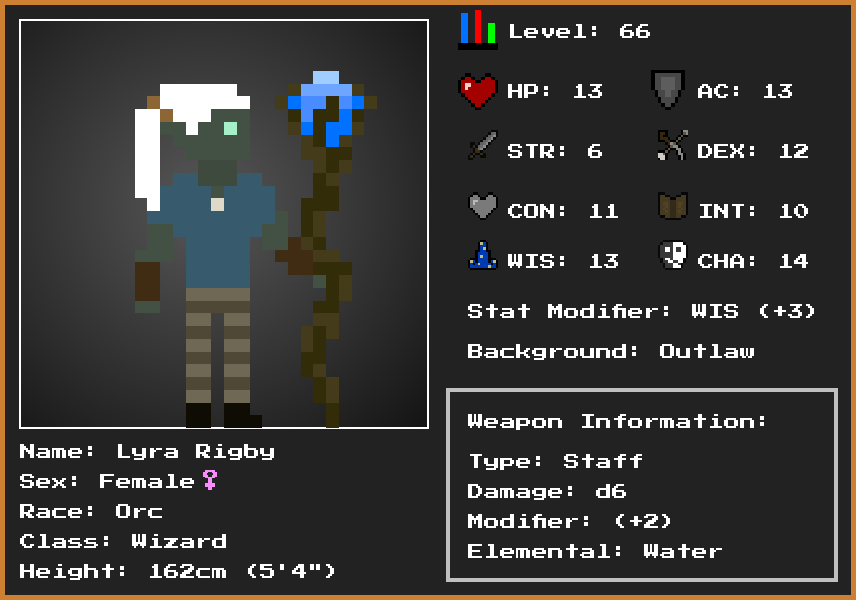 Level: 66
HP: 13
AC: 13
STR: 6
DEX: 12
CON: 11
INT: 10
WIS: 13
CHA: 14
Stat Modifier: WIS (+3)
Background: Outlaw
Weapon Information:
Type: Staff
Damage: d6
Modifier: (+2)
Elemental: Water
Name: Lyra Rigby
Sex: Female♀
Race: Orc
Class: Wizard
Height: 162cm (5'4")